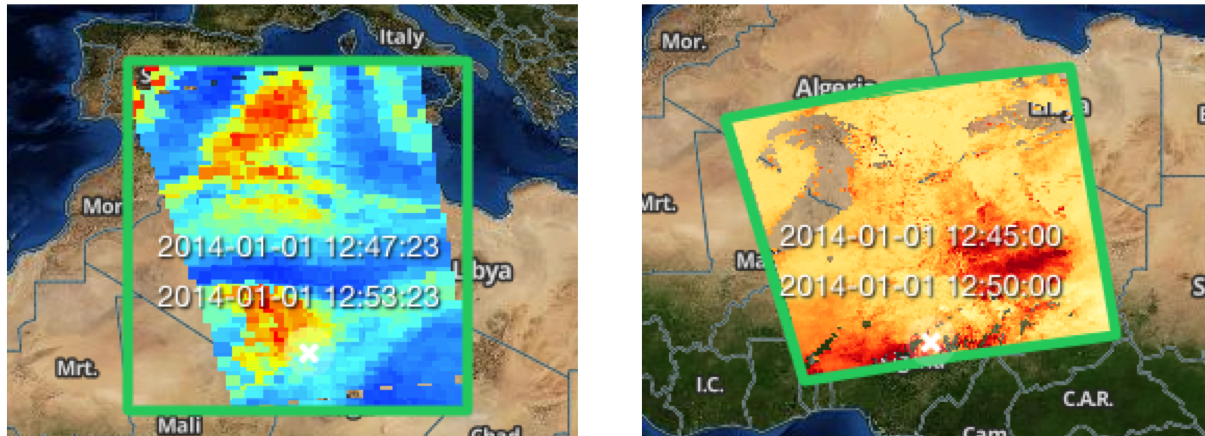 Italy
S
Mor
2014-01-01 12:47:23
Libya
2014-01-01 12:53:23
Mrt.
Mali
Chad
Mor.
Algeria
Mrt.
2014-01-01 12:45:00
Ma
2014-01-01 12:50:00
S
I.C.
C.A.R.
Cam